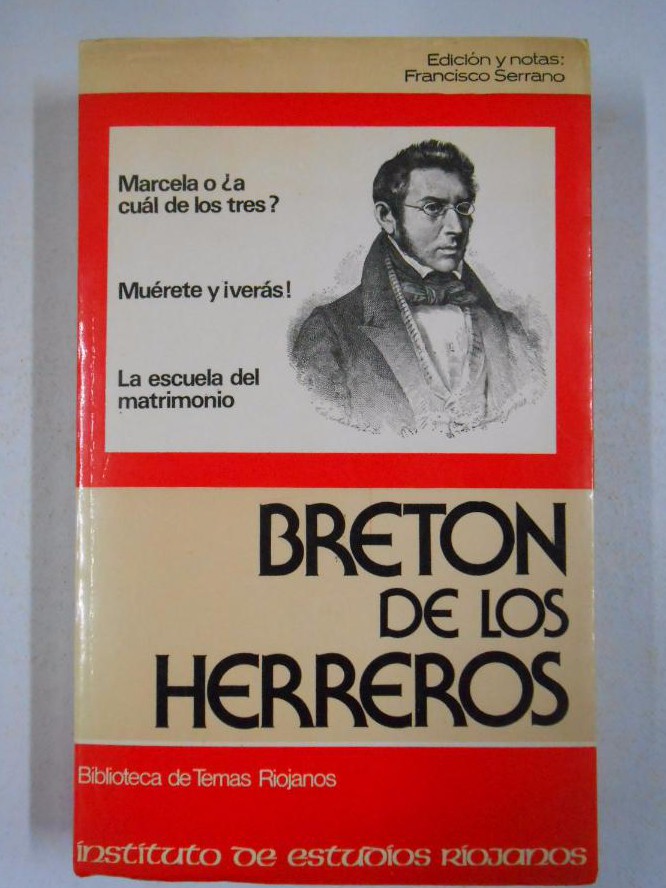 Edición y notas:
Francisco Serrano
Marcela o ¿a
cuál de los tres?
Muérete y ¡verás!
La escuela del
matrimonio
BRETON
DE LOS
HERREROS
Biblioteca de Temas Riojanos
instituto de estudios riojanos